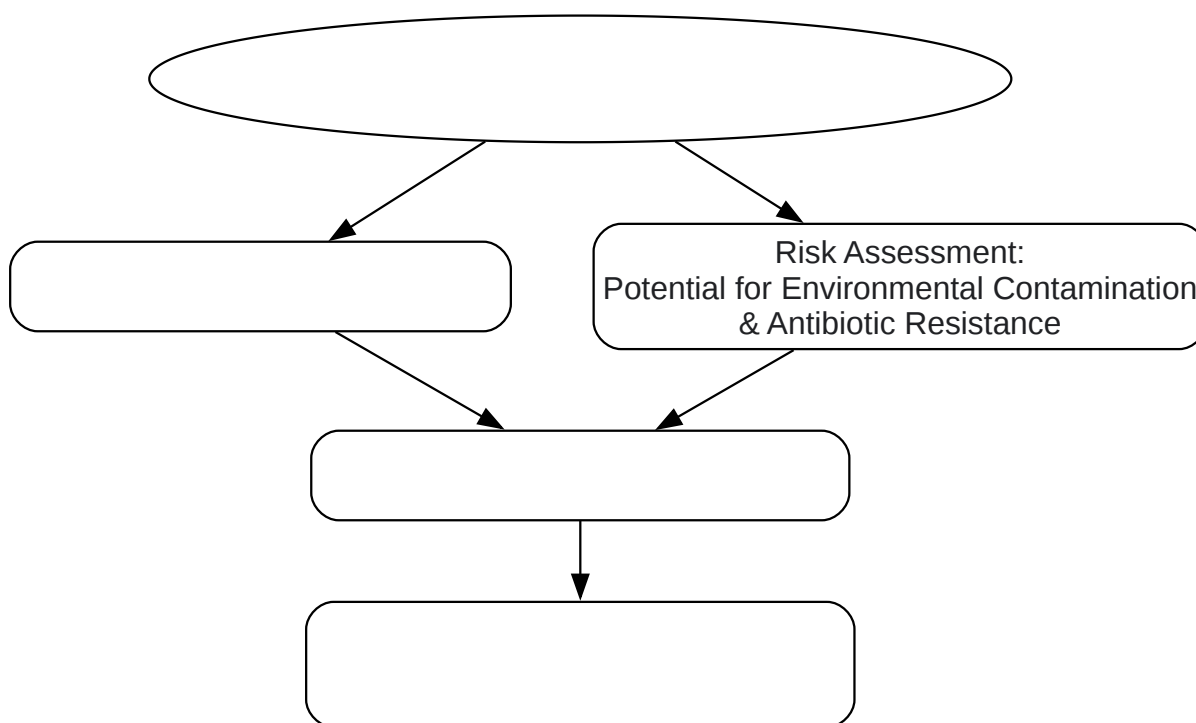 Risk Assessment:
Potential for Environmental Contamination
& Antibiotic Resistance